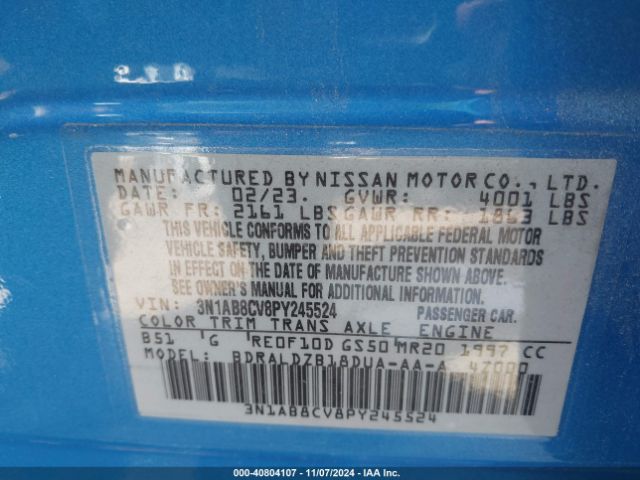 MANUFACTURED BY NISSAN MOTOR CO., LTD.
DATE: 02/23. GVWR: 4001 LBS
GAWR FR: 2161 LBS GAWR RR: 1863 LBS
THIS VEHICLE CONFORMS TO ALL APPLICABLE FEDERAL MOTOR
VEHICLE SAFETY, BUMPER AND THEFT PREVENTION STANDARDS
IN EFFECT ON THE DATE OF MANUFACTURE SHOWN ABOVE.
SEE OWNER'S MANUAL FOR ADDITIONAL INFORMATION.
VIN: 3N1AB8CV8PY245524 PASSENGER CAR.
COLOR TRIM TRANS AXLE ENGINE
B51 G RE0F10D GS50 MR20 1997 CC
MODEL: BDRALDZB18DUA-AA-A 47000
3N1AB8CV8PY245524
000-40804107 - 11/07/2024 - IAA Inc.